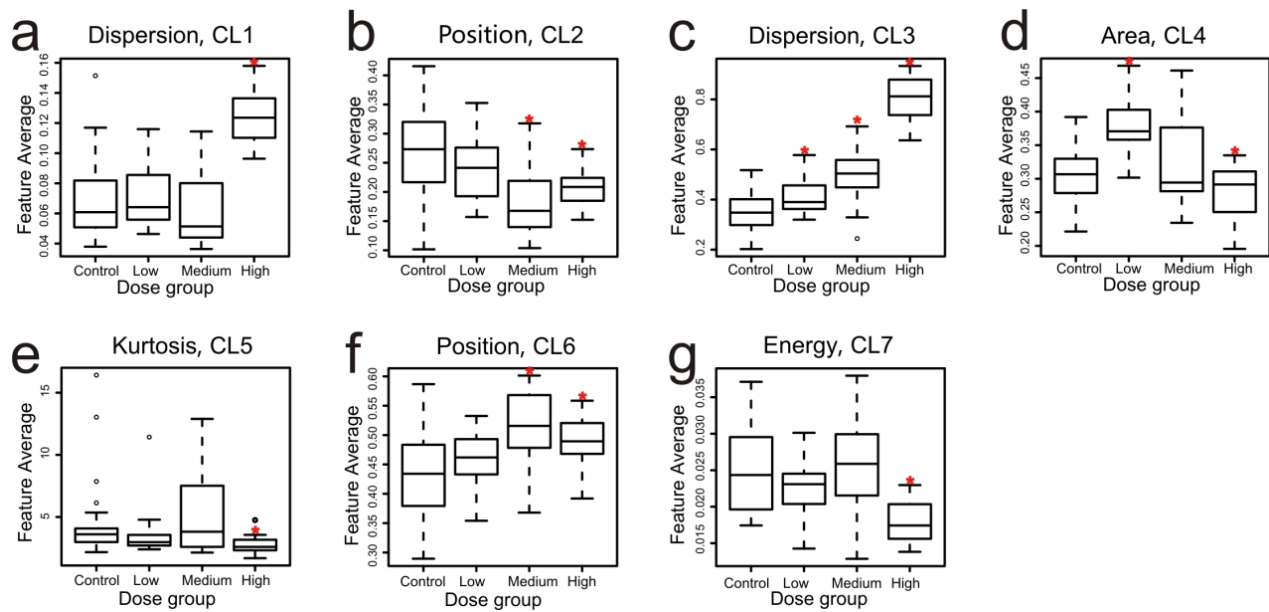 a
Dispersion, CL1
Feature Average
0.16
0.12
0.10
0.08
0.06
0.04
Control Low Medium High
Dose group
b
Position, CL2
Feature Average
0.40
0.35
0.30
0.25
0.20
0.15
0.10
Control Low Medium High
Dose group
c
Dispersion, CL3
Feature Average
0.8
0.6
0.4
0.2
Control Low Medium High
Dose group
d
Area, CL4
Feature Average
0.45
0.40
0.35
0.30
0.25
0.20
Control Low Medium High
Dose group
e
Kurtosis, CL5
Feature Average
15
10
5
Control Low Medium High
Dose group
f
Position, CL6
Feature Average
0.60
0.55
0.50
0.45
0.40
0.35
0.30
Control Low Medium High
Dose group
g
Energy, CL7
Feature Average
0.035
0.030
0.025
0.020
0.015
Control Low Medium High
Dose group